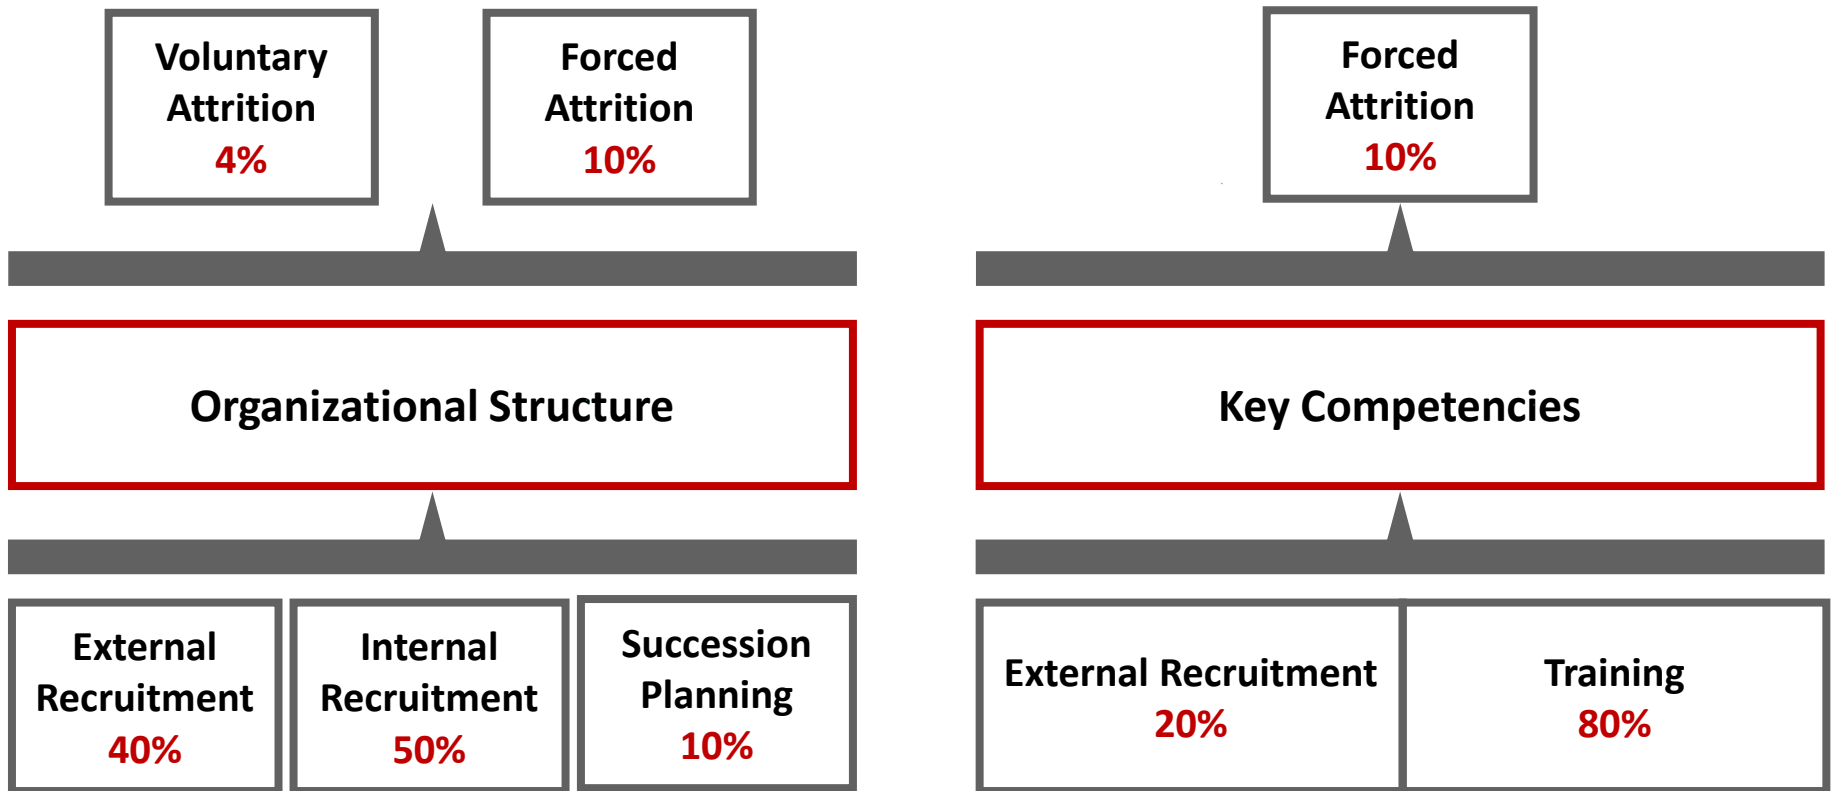 Voluntary
Attrition
4%
Forced
Attrition
10%
Forced
Attrition
10%
Organizational Structure
Key Competencies
External
Recruitment
40%
Internal
Recruitment
50%
Succession
Planning
10%
External Recruitment
20%
Training
80%